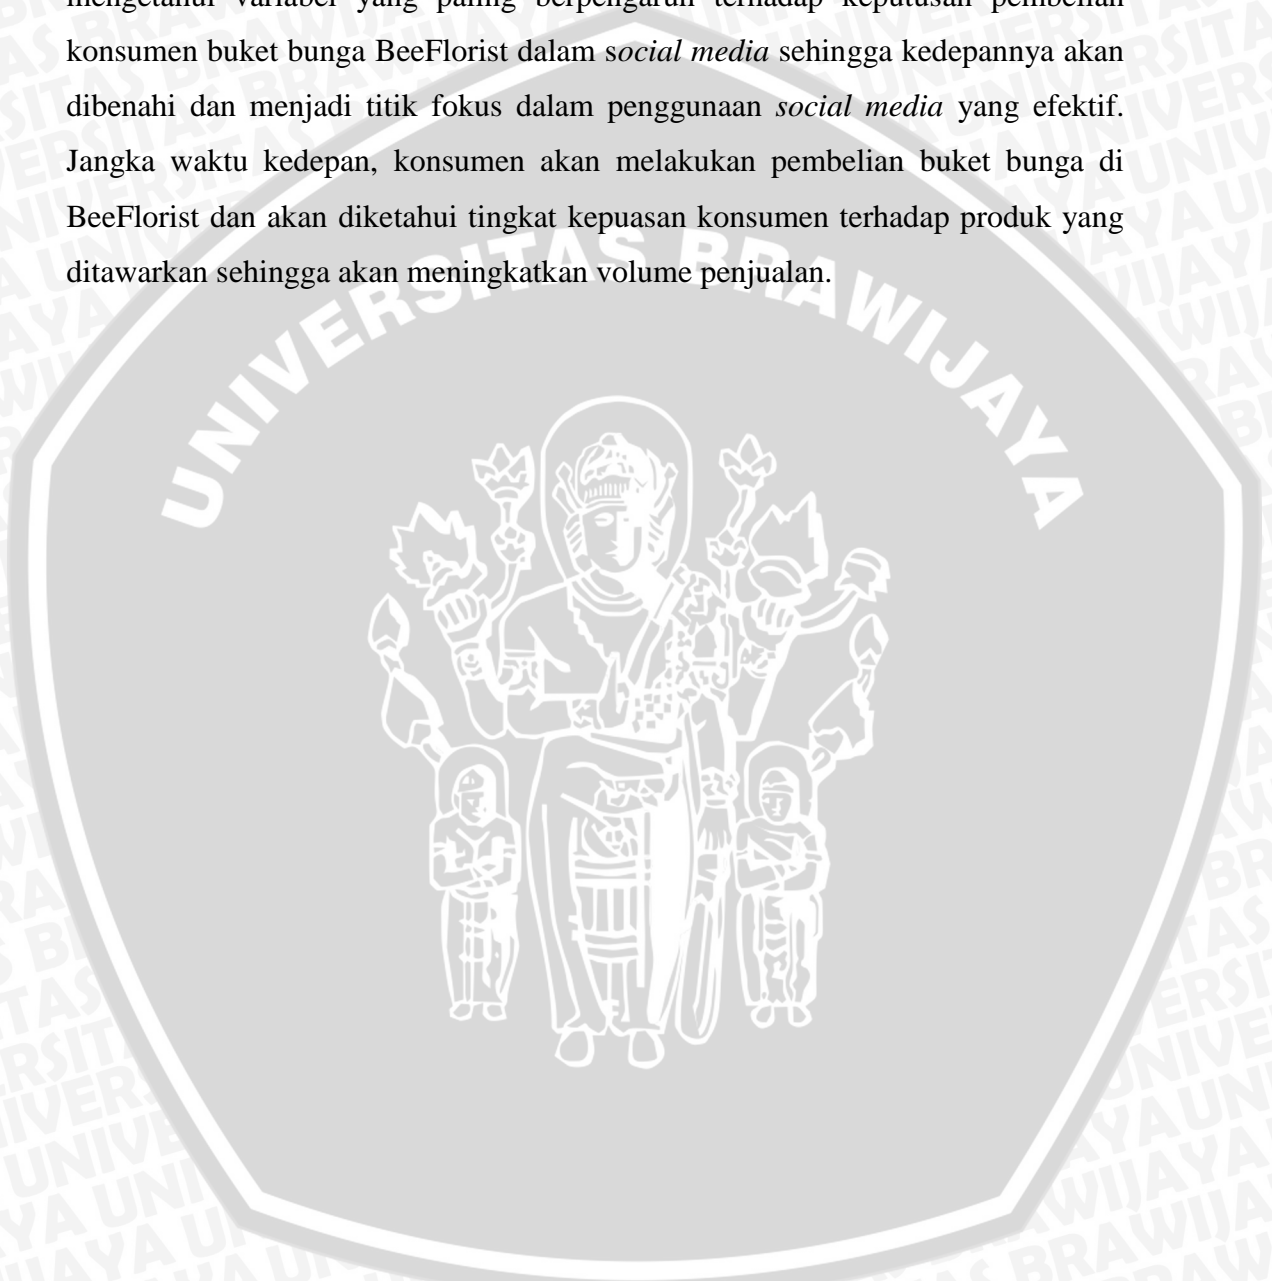 mengetahui variabel yang paling berpengaruh terhadap keputusan pembelian
konsumen buket bunga BeeFlorist dalam social media sehingga kedepannya akan
dibenahi dan menjadi titik fokus dalam penggunaan social media yang efektif.
Jangka waktu kedepan, konsumen akan melakukan pembelian buket bunga di
BeeFlorist dan akan diketahui tingkat kepuasan konsumen terhadap produk yang
ditawarkan sehingga akan meningkatkan volume penjualan.
UNIVERSITAS BRAWIJAYA